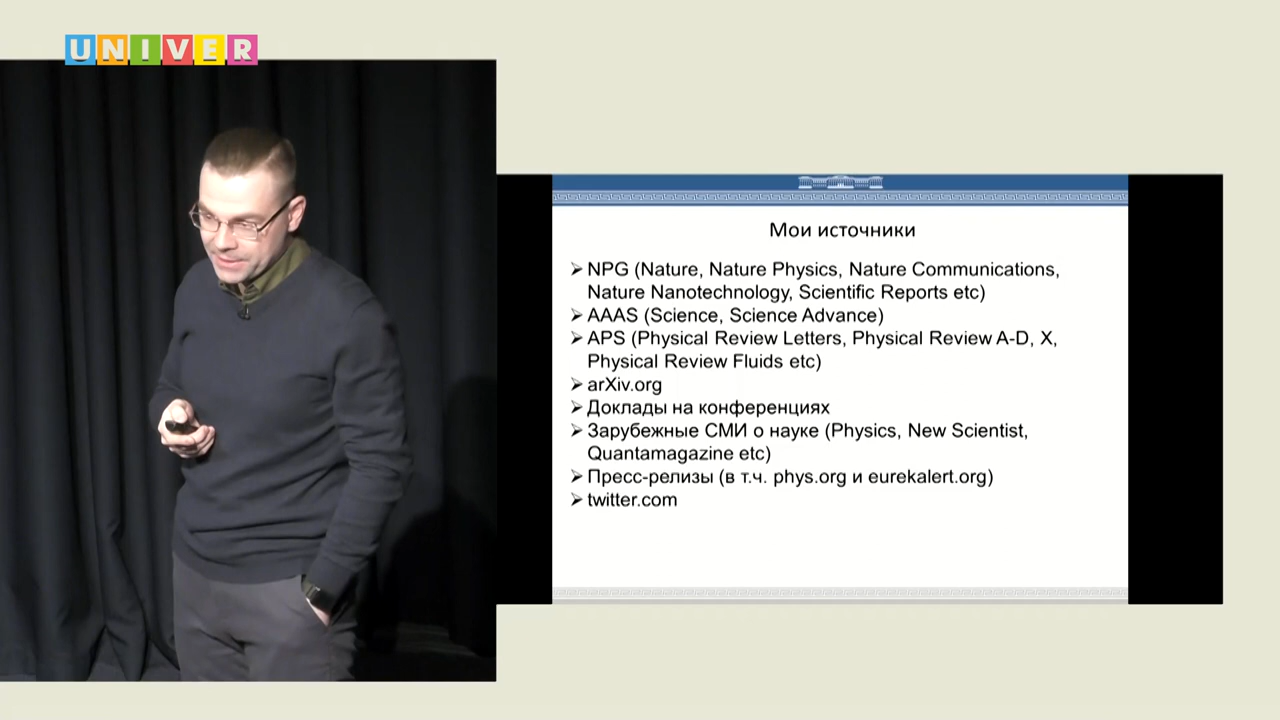 UNIVER
Мои источники
➢ NPG (Nature, Nature Physics, Nature Communications,
Nature Nanotechnology, Scientific Reports etc)
➢ AAAS (Science, Science Advance)
➢ APS (Physical Review Letters, Physical Review A-D, X,
Physical Review Fluids etc)
➢ arXiv.org
➢ Доклады на конференциях
➢ Зарубежные СМИ о науке (Physics, New Scientist,
Quantamagazine etc)
➢ Пресс-релизы (в т.ч. phys.org и eurekalert.org)
➢ twitter.com